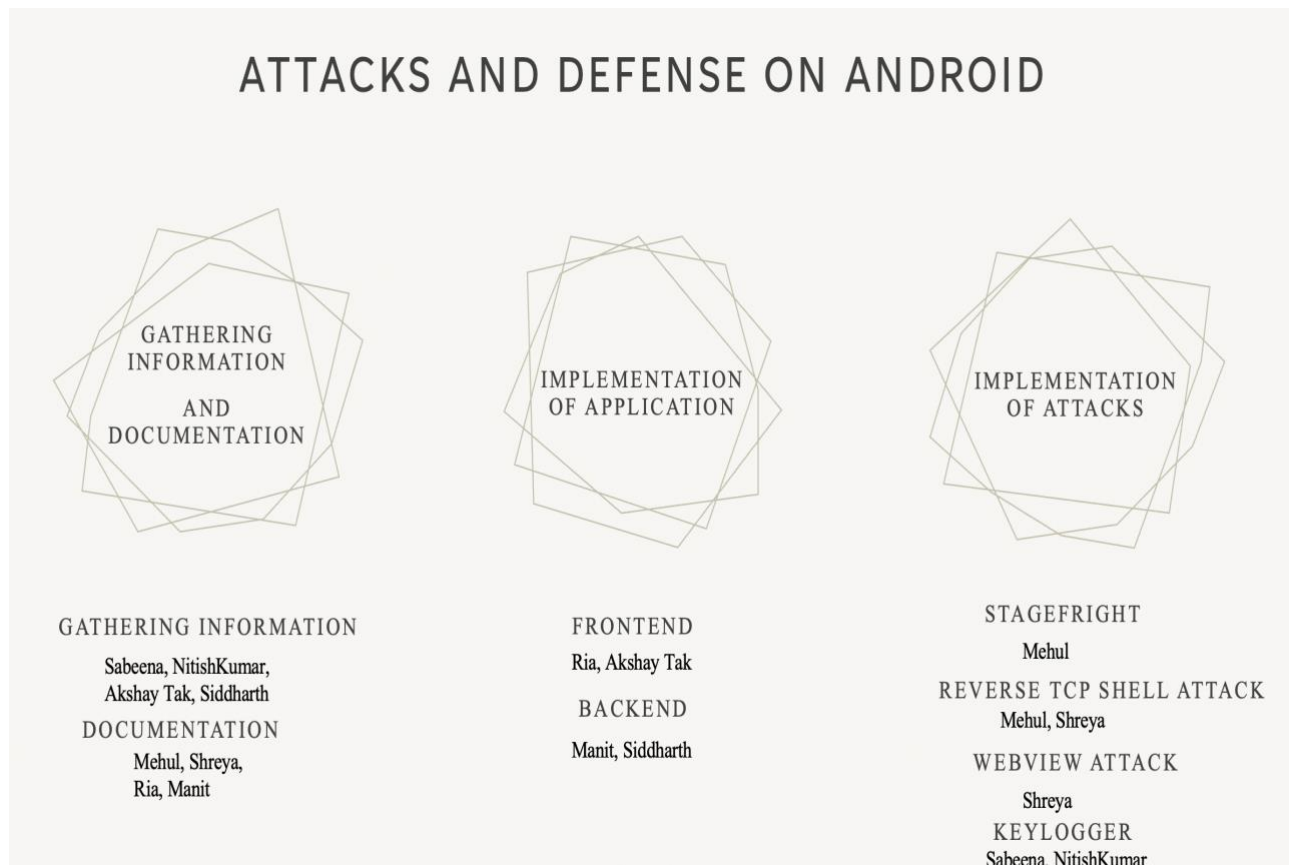 ATTACKS AND DEFENSE ON ANDROID
GATHERING
INFORMATION
AND
DOCUMENTATION
GATHERING INFORMATION
Sabeena, NitishKumar,
Akshay Tak, Siddharth
DOCUMENTATION
Mehul, Shreya,
Ria, Manit
IMPLEMENTATION
OF APPLICATION
FRONTEND
Ria, Akshay Tak
BACKEND
Manit, Siddharth
IMPLEMENTATION
OF ATTACKS
STAGEFRIGHT
Mehul
REVERSE TCP SHELL ATTACK
Mehul, Shreya
WEBVIEW ATTACK
Shreya
KEYLOGGER
Sabeena, NitishKumar